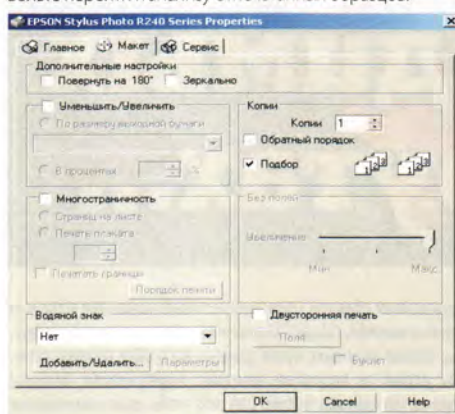 EPSON Stylus Photo R240 Series Properties
Главное Макет Сервис
Дополнительные настройки
Повернуть на 180° Зеркально
Уменьшить/Увеличить
По размеру выходной бумаги
В процентах %
Копии
Копии 1
Обратный порядок
Подбор
Многостраничность
Страниц на листе
Печать плаката
Печатать границы
Порядок печати
Без полей
Увеличение
Мин Макс
Водяной знак
Нет
Добавить/Удалить... Параметры
Двусторонняя печать
Поля
Буклет
OK Cancel Help